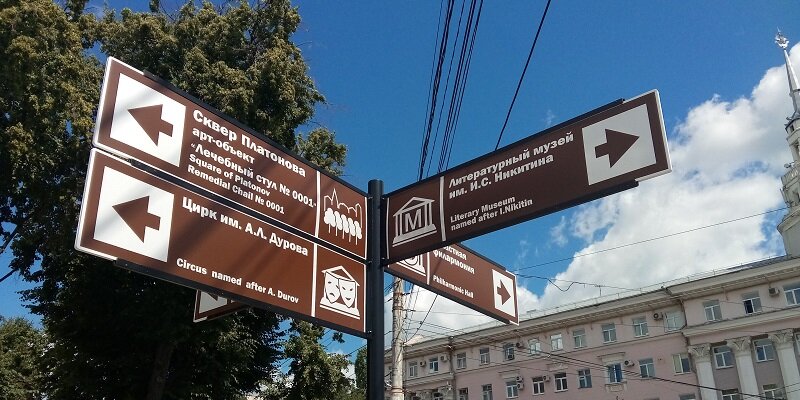 Сквер Платонова
арт-объект
"Лечебный стул № 0001"
Square of Platonov
Remedial Chail № 0001
Цирк им. А.Л. Дурова
Circus named after A. Durov
Литературный музей
им. И.С. Никитина
Literary Museum
named after I.Nikitin
М
филармония
Philharmonic Hall